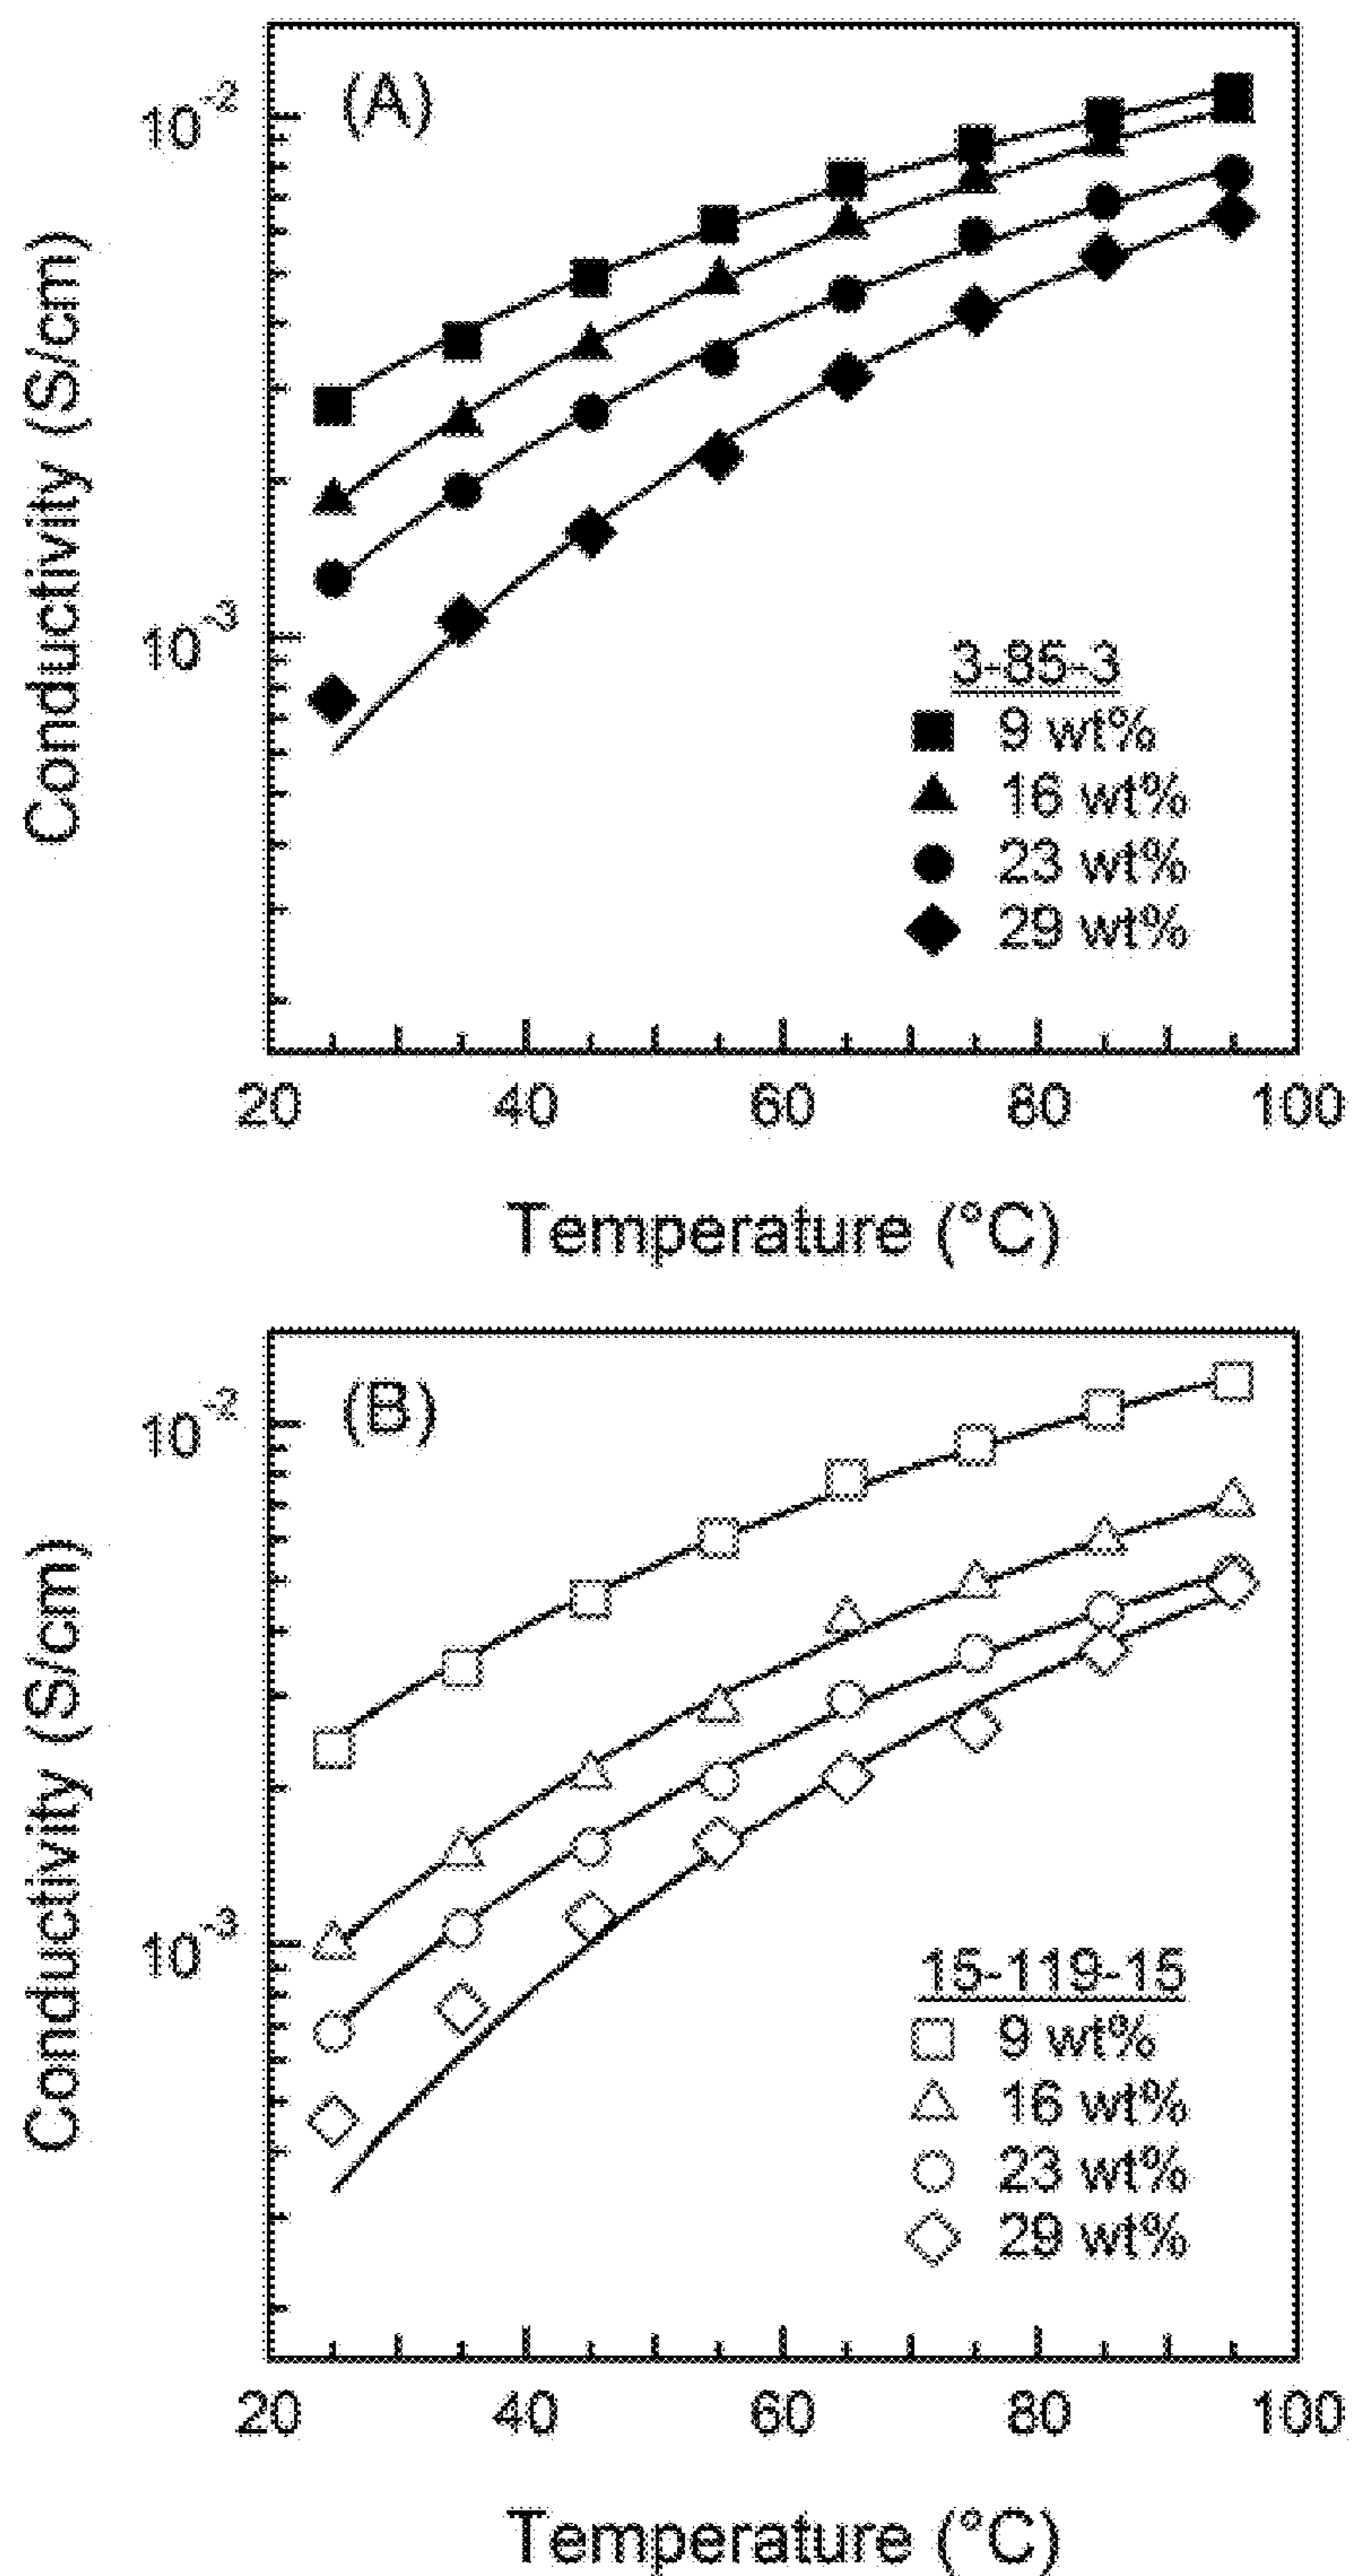 (A)
10^-2
10^-3
Conductivity (S/cm)
3-85-3
9 wt%
16 wt%
23 wt%
29 wt%
20 40 60 80 100
Temperature (°C)
(B)
10^-2
10^-3
Conductivity (S/cm)
15-119-15
9 wt%
16 wt%
23 wt%
29 wt%
20 40 60 80 100
Temperature (°C)